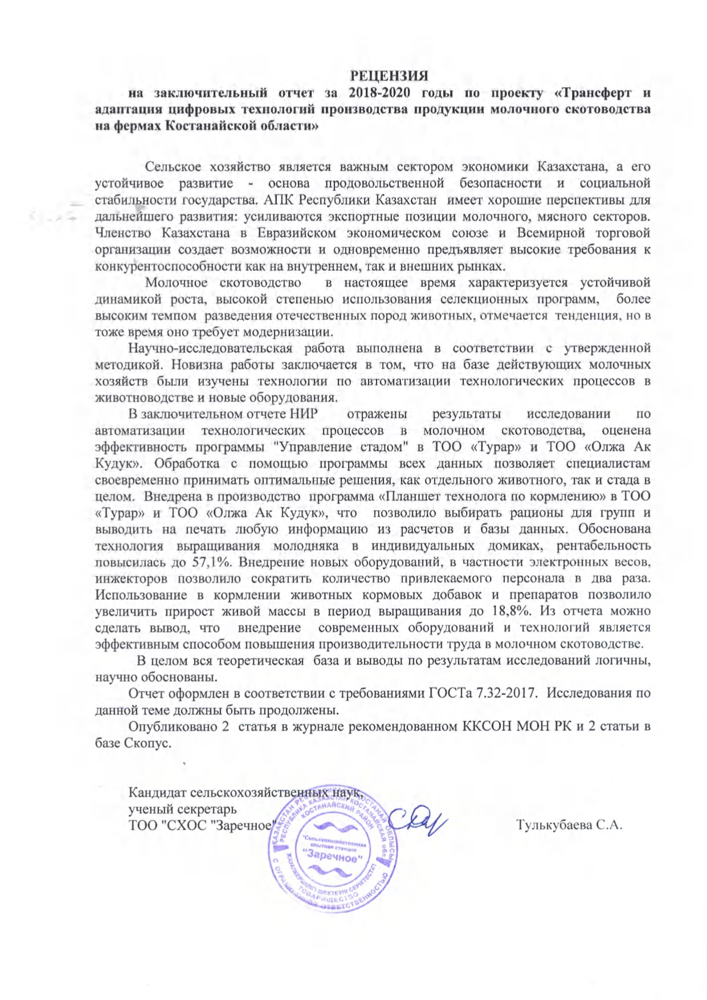 РЕЦЕНЗИЯ
на заключительный отчет за 2018-2020 годы по проекту «Трансферт и
адаптация цифровых технологий производства продукции молочного скотоводства
на фермах Костанайской области»
Сельское хозяйство является важным сектором экономики Казахстана, а его
устойчивое развитие - основа продовольственной безопасности и социальной
стабильности государства. АПК Республики Казахстан имеет хорошие перспективы для
дальнейшего развития: усиливаются экспортные позиции молочного, мясного секторов.
Членство Казахстана в Евразийском экономическом союзе и Всемирной торговой
организации создает возможности и одновременно предъявляет высокие требования к
конкурентоспособности как на внутреннем, так и внешних рынках.
Молочное скотоводство в настоящее время характеризуется устойчивой
динамикой роста, высокой степенью использования селекционных программ, более
высоким темпом разведения отечественных пород животных, отмечается тенденция, но в
тоже время оно требует модернизации.
Научно-исследовательская работа выполнена в соответствии с утвержденной
методикой. Новизна работы заключается в том, что на базе действующих молочных
хозяйств были изучены технологии по автоматизации технологических процессов в
животноводстве и новые оборудования.
В заключительном отчете НИР отражены результаты исследовании по
автоматизации технологических процессов в молочном скотоводства, оценена
эффективность программы "Управление стадом" в ТОО «Турар» и ТОО «Олжа Ак
Кудук». Обработка с помощью программы всех данных позволяет специалистам
своевременно принимать оптимальные решения, как отдельного животного, так и стада в
целом. Внедрена в производство программа «Планшет технолога по кормлению» в ТОО
«Турар» и ТОО «Олжа Ак Кудук», что позволило выбирать рационы для групп и
выводить на печать любую информацию из расчетов и базы данных. Обоснована
технология выращивания молодняка в индивидуальных домиках, рентабельность
повысилась до 57,1%. Внедрение новых оборудований, в частности электронных весов,
инжекторов позволило сократить количество привлекаемого персонала в два раза.
Использование в кормлении животных кормовых добавок и препаратов позволило
увеличить прирост живой массы в период выращивания до 18,8%. Из отчета можно
сделать вывод, что внедрение современных оборудований и технологий является
эффективным способом повышения производительности труда в молочном скотоводстве.
В целом вся теоретическая база и выводы по результатам исследований логичны,
научно обоснованы.
Отчет оформлен в соответствии с требованиями ГОСТа 7.32-2017. Исследования по
данной теме должны быть продолжены.
Опубликовано 2 статья в журнале рекомендованном ККСОН МОН РК и 2 статьи в
базе Скопус.
Кандидат сельскохозяйственных наук,
ученый секретарь
ТОО "СХОС "Заречное"
Тулькубаева С.А.
РЕСПУБЛИКА КАЗАХСТАН КОСТАНАЙСКАЯ обл
КОСТАНАЙСКИЙ РАЙОН
"Сельскохозяйственная
опытная станция
"Заречное"
ЖАУАПКЕРШІЛІГІ ШЕКТЕУЛІ СЕРІКТЕСТІГІ
ТОВАРИЩЕСТВО
С ОГРАНИЧЕННОЙ ОТВЕТСТВЕННОСТЬЮ